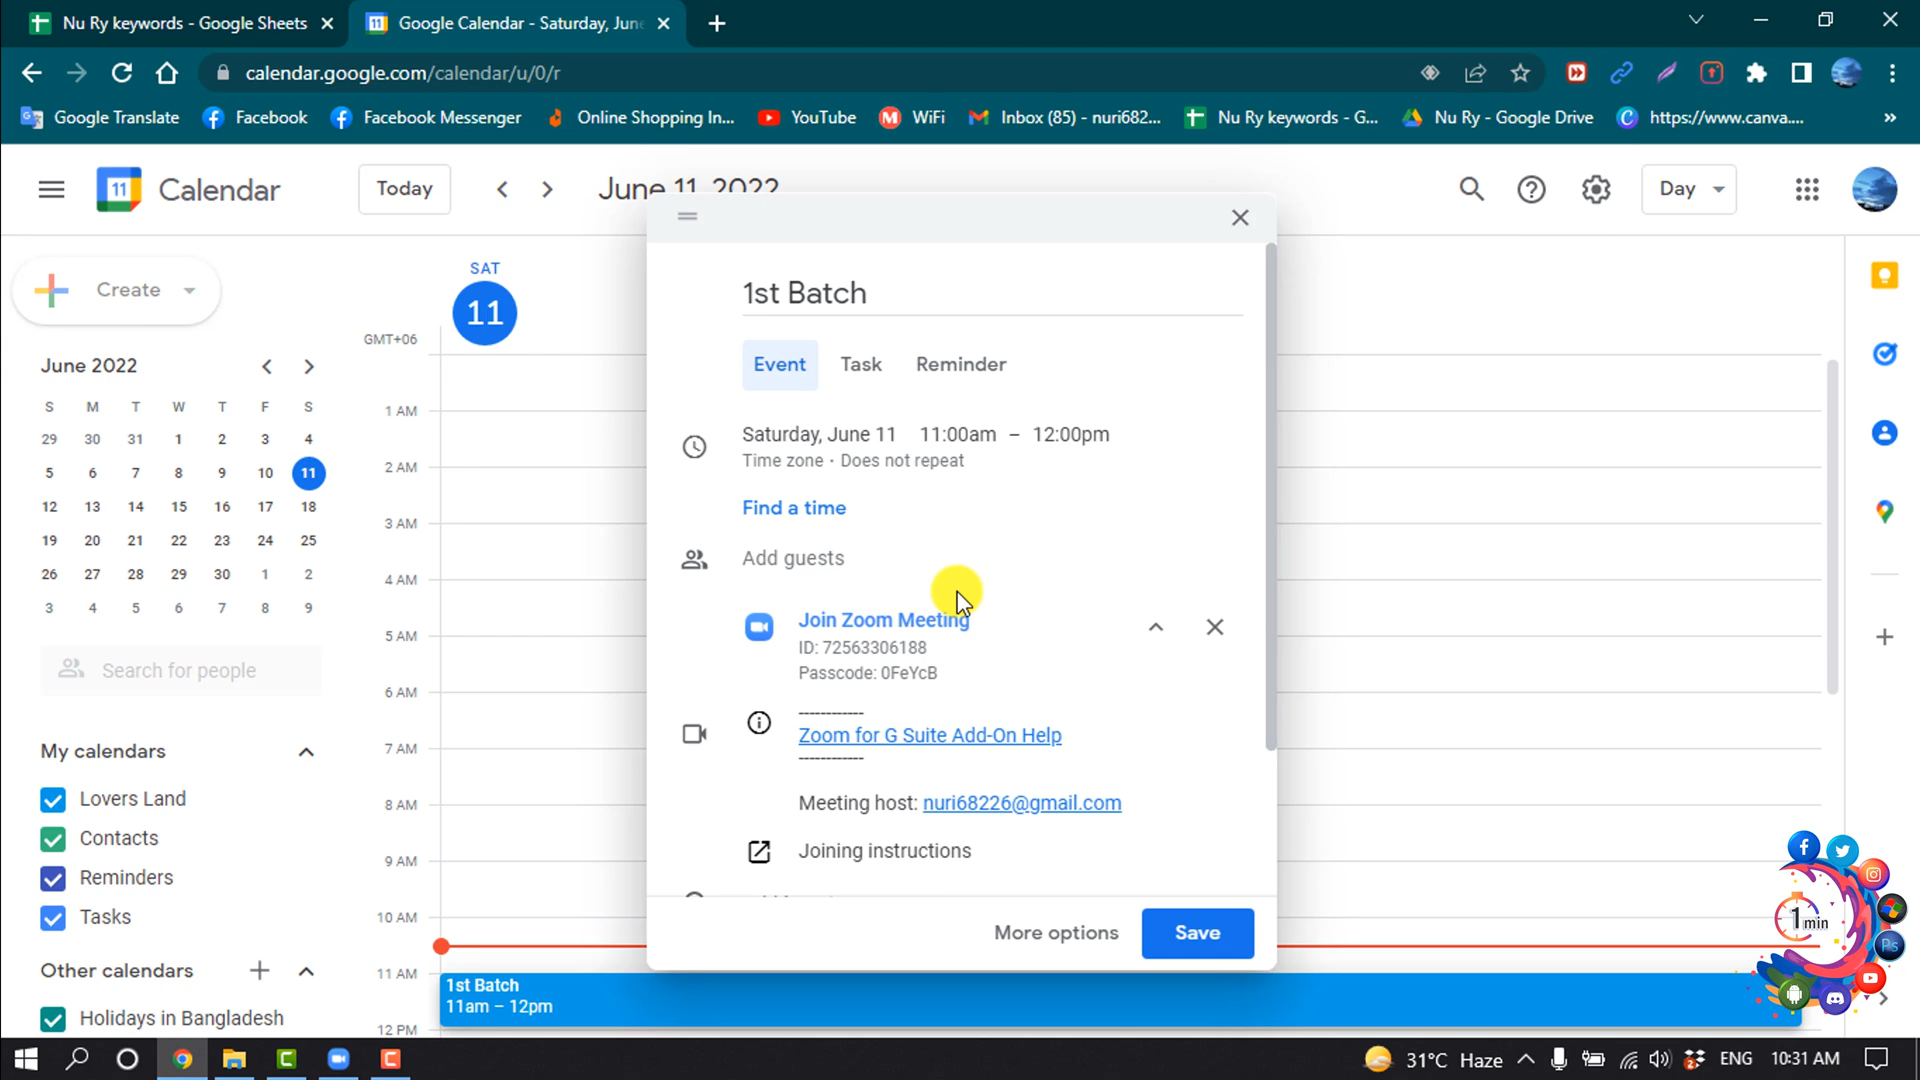 Nu Ry keywords - Google Sheets
Google Calendar - Saturday, June
calendar.google.com/calendar/u/0/r
Google Translate
Facebook
Facebook Messenger
Online Shopping In...
YouTube
WiFi
Inbox (85) - nuri682...
Nu Ry keywords - G...
Nu Ry - Google Drive
https://www.canva....
Calendar
Today
June 11, 2022
Day
Create
SAT
11
GMT+06
June 2022
S M T W T F S
29 30 31 1 2 3 4
5 6 7 8 9 10 11
12 13 14 15 16 17 18
19 20 21 22 23 24 25
26 27 28 29 30 1 2
3 4 5 6 7 8 9
Search for people
My calendars
Lovers Land
Contacts
Reminders
Tasks
Other calendars
Holidays in Bangladesh
1 AM
2 AM
3 AM
4 AM
5 AM
6 AM
7 AM
8 AM
9 AM
10 AM
11 AM
12 PM
1st Batch
Event Task Reminder
Saturday, June 11 11:00am – 12:00pm
Time zone · Does not repeat
Find a time
Add guests
Join Zoom Meeting
ID: 72563306188
Passcode: 0FeYcB
------------
Zoom for G Suite Add-On Help
------------
Meeting host: nuri68226@gmail.com
Joining instructions
More options
Save
1st Batch
11am – 12pm
1min
Ps
31°C Haze
ENG
10:31 AM